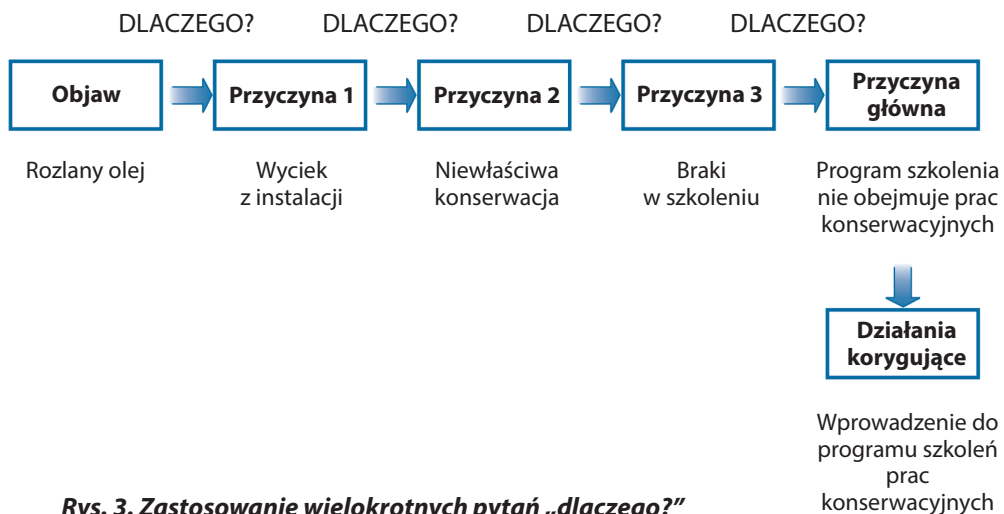 DLACZEGO? DLACZEGO? DLACZEGO? DLACZEGO?
Objaw
Przyczyna 1
Przyczyna 2
Przyczyna 3
Przyczyna
główna
Rozlany olej
Wyciek
z instalacji
Niewłaściwa
konserwacja
Braki
w szkoleniu
Program szkolenia
nie obejmuje prac
konserwacyjnych
Działania
korygujące
Wprowadzenie do
programu szkoleń
prac
konserwacyjnych
Rys. 3. Zastosowanie wielokrotnych pytań „dlaczego?”